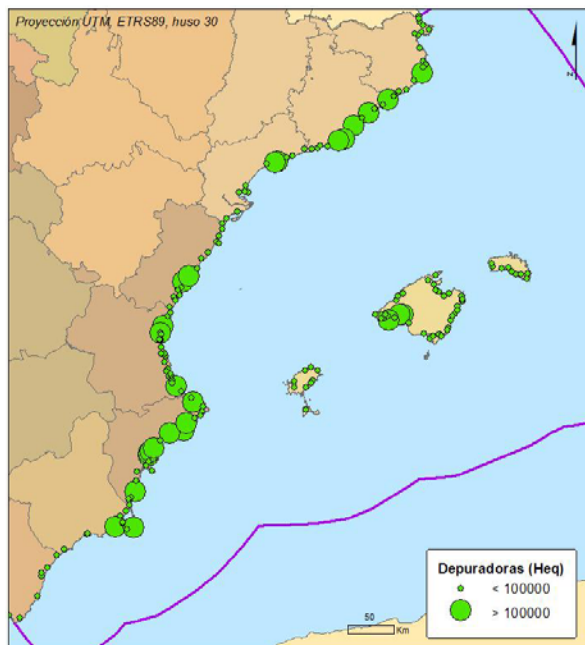 Proyección UTM, ETRS89, huso 30
N
Depuradoras (Heq)
< 100000
> 100000
50
Km